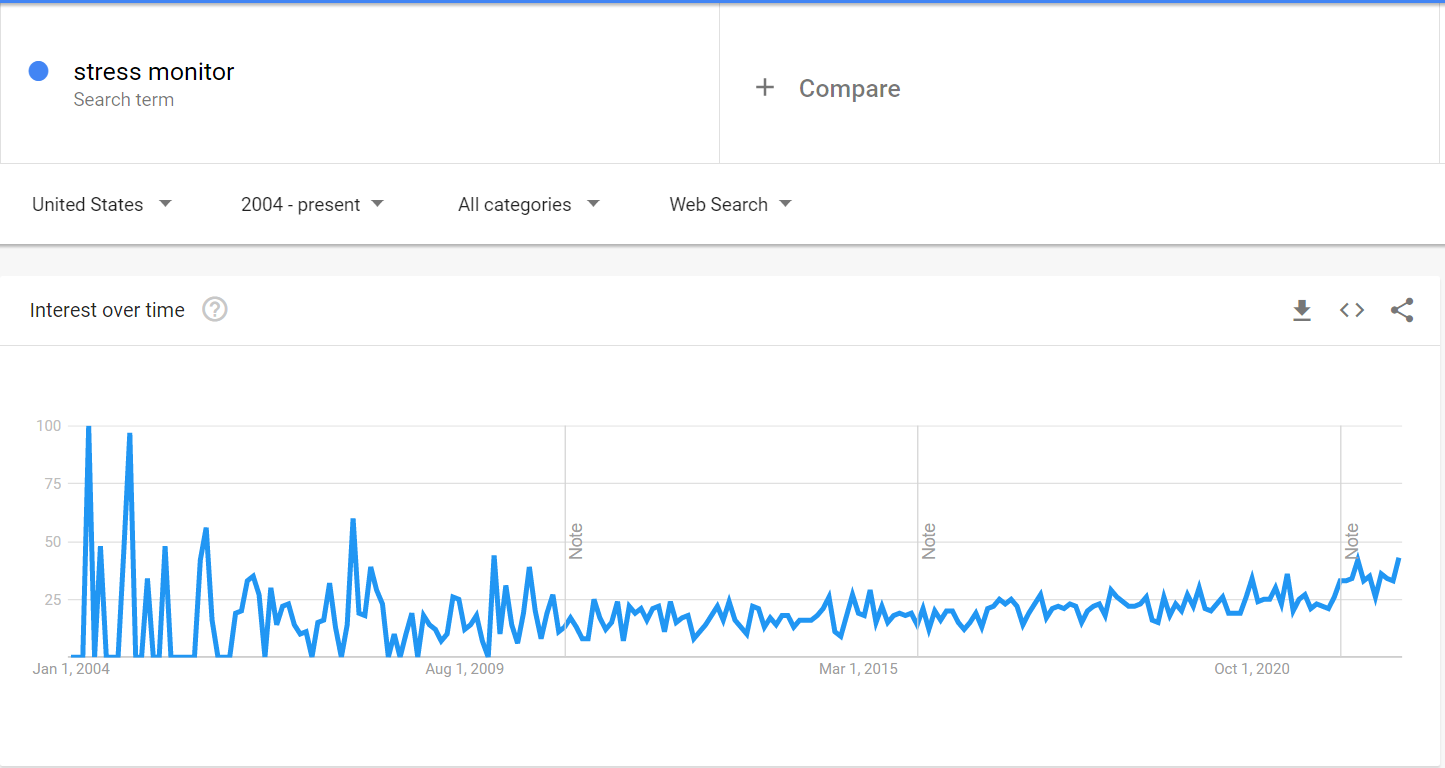 stress monitor
Search term
+ Compare
United States
2004 - present
All categories
Web Search
Interest over time ?
100
75
50
25
Note
Note
Note
Jan 1, 2004
Aug 1, 2009
Mar 1, 2015
Oct 1, 2020